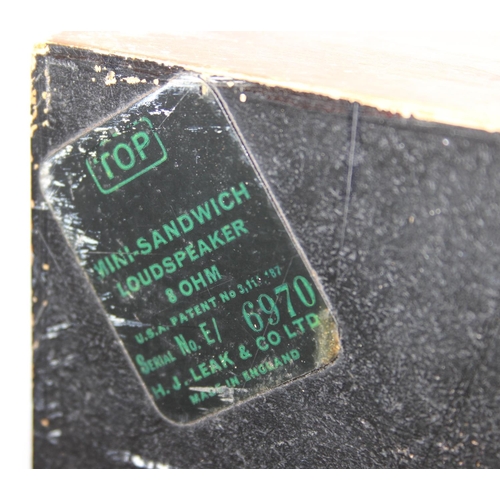 TOP
MINI-SANDWICH
LOUDSPEAKER
8 OHM
U.S.A. PATENT No
SERIAL No. E/ 6970
H. J. LEAK & CO LTD
MADE IN ENGLAND